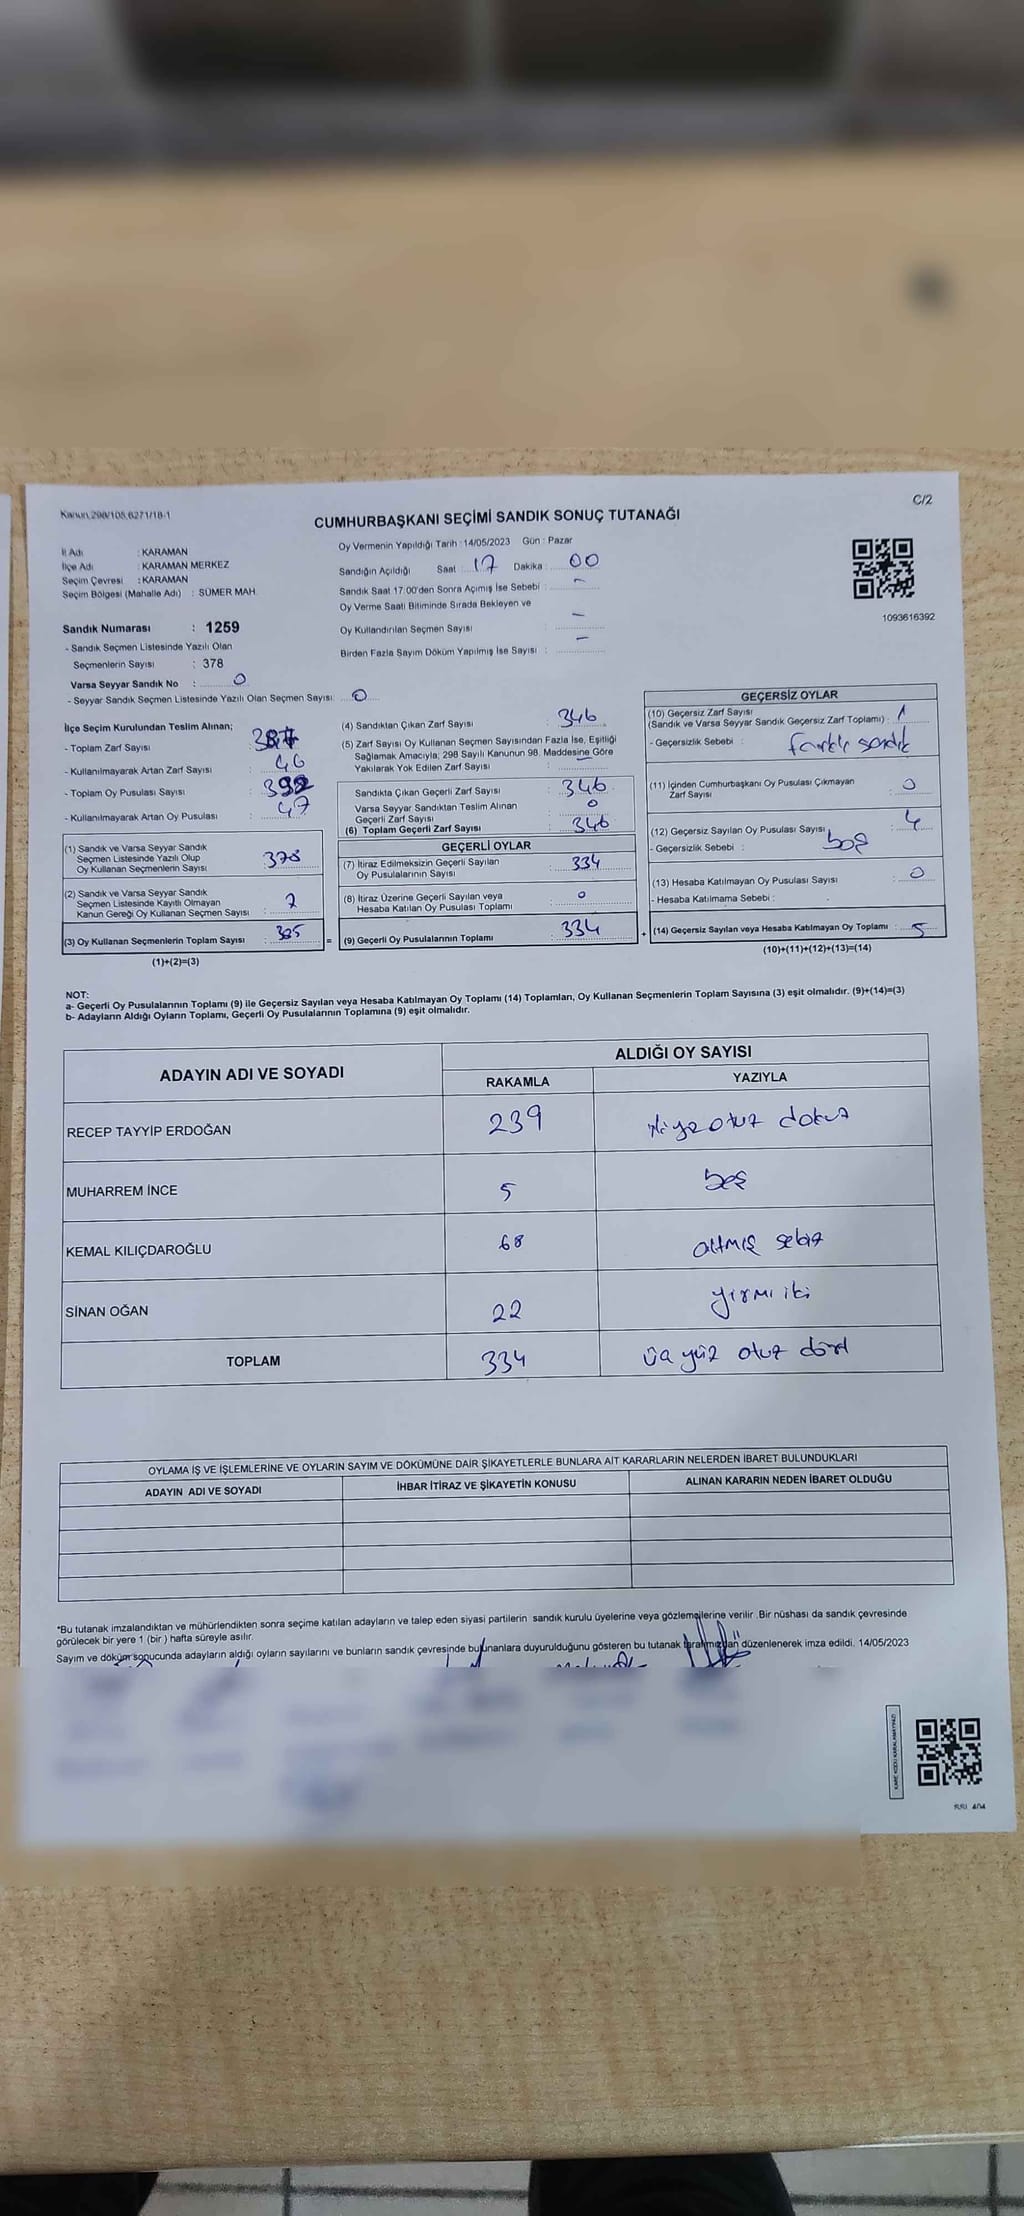 Kanun,298/105,6271/18-1
C/2
CUMHURBAŞKANI SEÇİMİ SANDIK SONUÇ TUTANAĞI
İl Adı : KARAMAN
İlçe Adı : KARAMAN MERKEZ
Seçim Çevresi : KARAMAN
Seçim Bölgesi (Mahalle Adı) : SÜMER MAH.
Sandık Numarası : 1259
- Sandık Seçmen Listesinde Yazılı Olan
Seçmenlerin Sayısı : 378
Varsa Seyyar Sandık No : 0
- Seyyar Sandık Seçmen Listesinde Yazılı Olan Seçmen Sayısı: 0
Oy Vermenin Yapıldığı Tarih : 14/05/2023 Gün : Pazar
Sandığın Açıldığı Saat 17 Dakika : 00
Sandık Saat 17:00'den Sonra Açımış İse Sebebi : -
Oy Verme Saati Bitiminde Sırada Bekleyen ve
Oy Kullandırılan Seçmen Sayısı : -
Birden Fazla Sayım Döküm Yapılmış İse Sayısı : -
1093616392
İlçe Seçim Kurulundan Teslim Alınan;
- Toplam Zarf Sayısı :
- Kullanılmayarak Artan Zarf Sayısı : 46
- Toplam Oy Pusulası Sayısı : 392
- Kullanılmayarak Artan Oy Pusulası : 47
(1) Sandık ve Varsa Seyyar Sandık
Seçmen Listesinde Yazılı Olup
Oy Kullanan Seçmenlerin Sayısı : 378
(2) Sandık ve Varsa Seyyar Sandık
Seçmen Listesinde Kayıtlı Olmayan
Kanun Gereği Oy Kullanan Seçmen Sayısı :
(3) Oy Kullanan Seçmenlerin Toplam Sayısı :
(1)+(2)=(3)
(4) Sandıktan Çıkan Zarf Sayısı : 346
(5) Zarf Sayısı Oy Kullanan Seçmen Sayısından Fazla İse, Eşitliği
Sağlamak Amacıyla; 298 Sayılı Kanunun 98. Maddesine Göre
Yakılarak Yok Edilen Zarf Sayısı : -
Sandıkta Çıkan Geçerli Zarf Sayısı : 346
Varsa Seyyar Sandıktan Teslim Alınan
Geçerli Zarf Sayısı : 0
(6) Toplam Geçerli Zarf Sayısı : 346
GEÇERLİ OYLAR
(7) İtiraz Edilmeksizin Geçerli Sayılan
Oy Pusulalarının Sayısı : 334
(8) İtiraz Üzerine Geçerli Sayılan veya
Hesaba Katılan Oy Pusulası Toplamı : 0
= (9) Geçerli Oy Pusulalarının Toplamı : 334
GEÇERSİZ OYLAR
(10) Geçersiz Zarf Sayısı
(Sandık ve Varsa Seyyar Sandık Geçersiz Zarf Toplamı) : 1
- Geçersizlik Sebebi : farklı sandık
(11) İçinden Cumhurbaşkanı Oy Pusulası Çıkmayan
Zarf Sayısı : 0
(12) Geçersiz Sayılan Oy Pusulası Sayısı : 4
- Geçersizlik Sebebi : boş
(13) Hesaba Katılmayan Oy Pusulası Sayısı : 0
- Hesaba Katılmama Sebebi :
+ (14) Geçersiz Sayılan veya Hesaba Katılmayan Oy Toplamı : 5
(10)+(11)+(12)+(13)=(14)
NOT:
a- Geçerli Oy Pusulalarının Toplamı (9) ile Geçersiz Sayılan veya Hesaba Katılmayan Oy Toplamı (14) Toplamları, Oy Kullanan Seçmenlerin Toplam Sayısına (3) eşit olmalıdır. (9)+(14)=(3)
b- Adayların Aldığı Oyların Toplamı, Geçerli Oy Pusulalarının Toplamına (9) eşit olmalıdır.
ADAYIN ADI VE SOYADI
ALDIĞI OY SAYISI
RAKAMLA YAZIYLA
RECEP TAYYİP ERDOĞAN 239 otuz dokuz
MUHARREM İNCE 5 beş
KEMAL KILIÇDAROĞLU 68 altmış sekiz
SİNAN OĞAN 22 yirmi iki
TOPLAM 334 üç yüz otuz dört
OYLAMA İŞ VE İŞLEMLERİNE VE OYLARIN SAYIM VE DÖKÜMÜNE DAİR ŞİKAYETLERLE BUNLARA AİT KARARLARIN NELERDEN İBARET BULUNDUKLARI
ADAYIN ADI VE SOYADI İHBAR İTİRAZ VE ŞİKAYETİN KONUSU ALINAN KARARIN NEDEN İBARET OLDUĞU
*Bu tutanak imzalandıktan ve mühürlendikten sonra seçime katılan adayların ve talep eden siyasi partilerin sandık kurulu üyelerine veya gözlemcilerine verilir .Bir nüshası da sandık çevresinde
görülecek bir yere 1 (bir ) hafta süreyle asılır.
Sayım ve döküm sonucunda adayların aldığı oyların sayılarını ve bunların sandık çevresinde bulunanlara duyurulduğunu gösteren bu tutanak tarafımızdan düzenlenerek imza edildi. 14/05/2023
KARE KODU KARALAMAYINIZ!